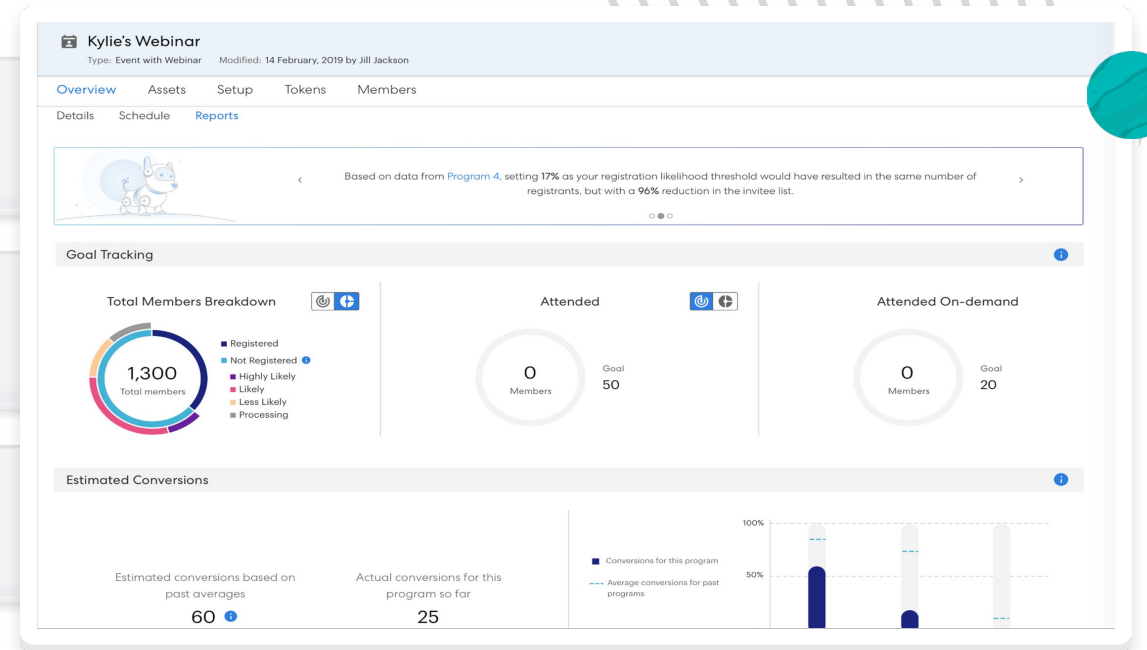 Kylie's Webinar
Type: Event with Webinar Modified: 14 February, 2019 by Jill Jackson
Overview Assets Setup Tokens Members
Details Schedule Reports
Based on data from Program 4, setting 17% as your registration likelihood threshold would have resulted in the same number of
registrants, but with a 96% reduction in the invitee list.
Goal Tracking
Total Members Breakdown
1,300
Total members
Registered
Not Registered
Highly Likely
Likely
Less Likely
Processing
Attended
0
Members
Goal
50
Attended On-demand
0
Members
Goal
20
Estimated Conversions
Estimated conversions based on
past averages
60
Actual conversions for this
program so far
25
Conversions for this program
Average conversions for past
programs
100%
50%